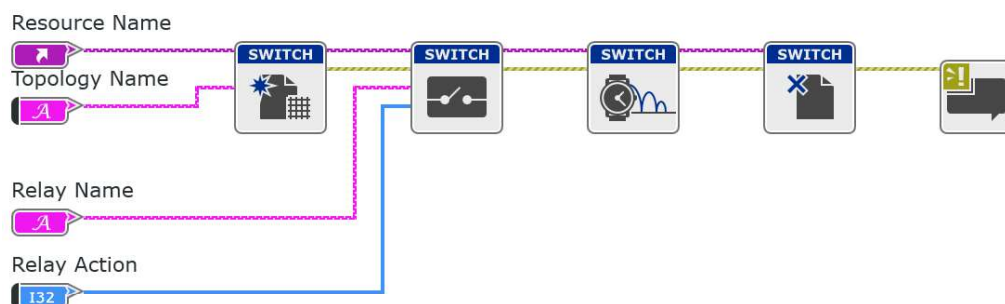 Resource Name
SWITCH SWITCH SWITCH SWITCH
Topology Name
A
Relay Name
A
Relay Action
I32